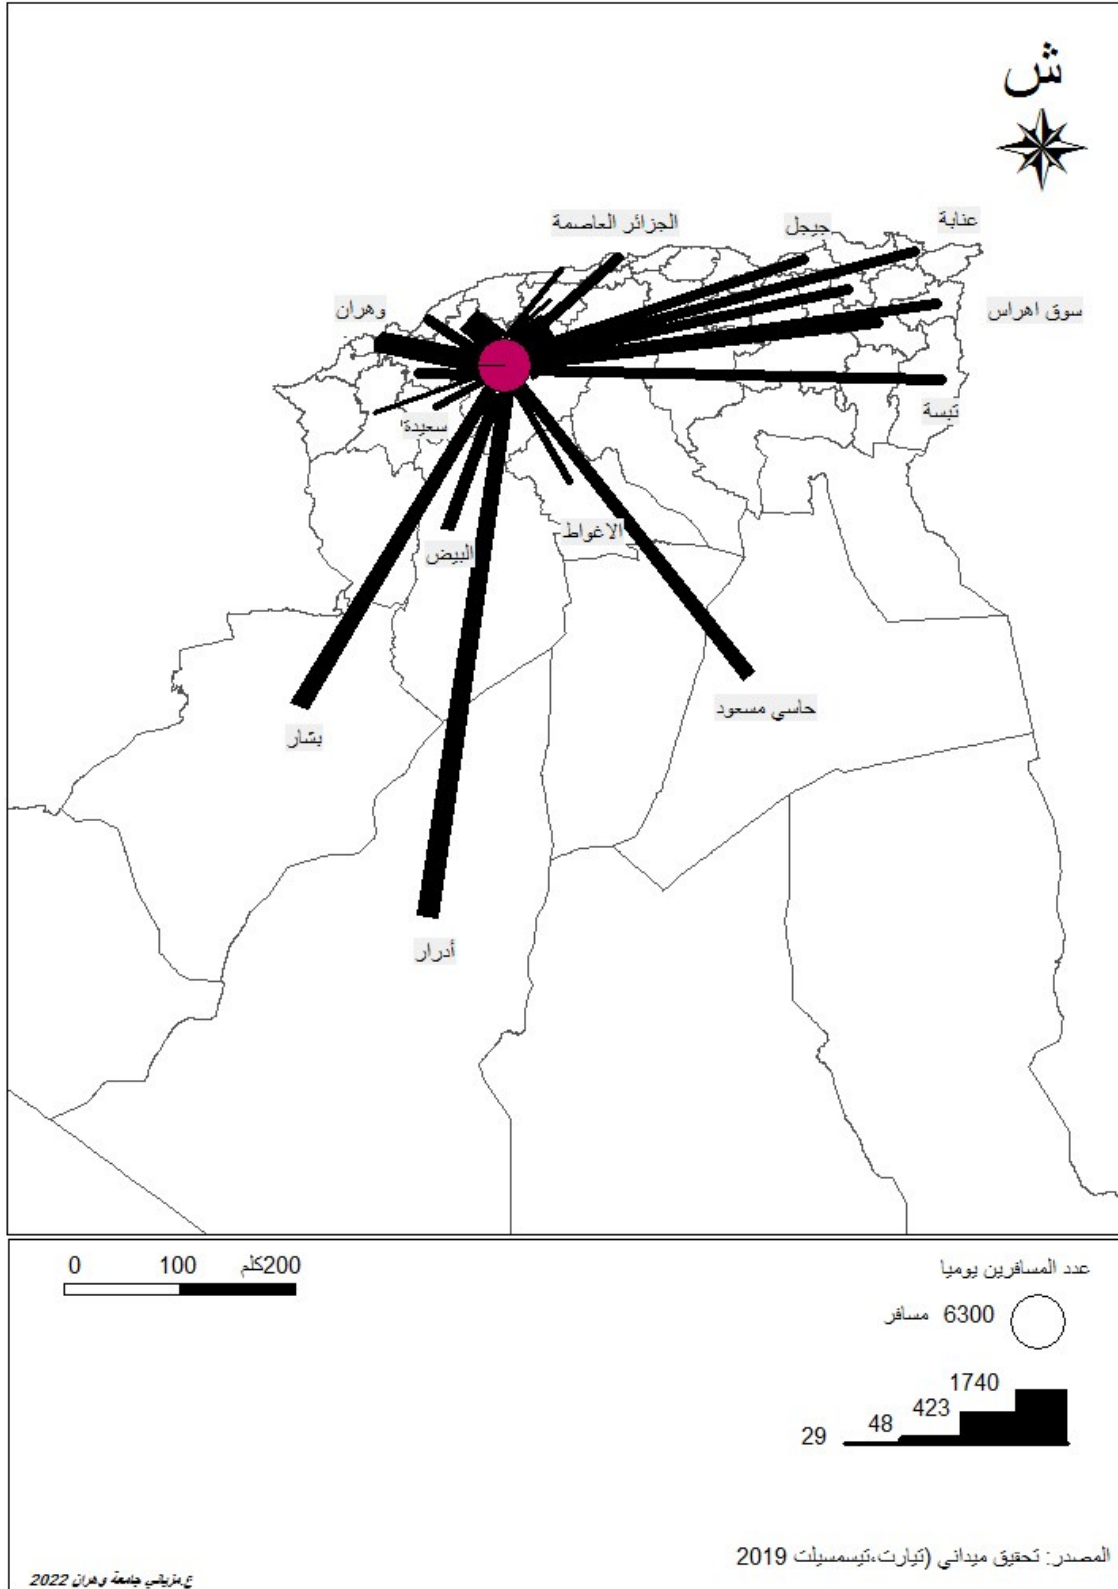 ش
عنابة
جيجل
الجزائر العاصمة
وهران
سوق اهراس
تبسة
سعيدة'
الاغواط
البيض
حاسي مسعود
بشار
أدرار
0 100 200كلم
عدد المسافرين يوميا
6300 مسافر
1740
423
48
29
المصدر: تحقيق ميداني (تيارت،تيسمسيلت 2019
ع.مزياني جامعة وهران 2022